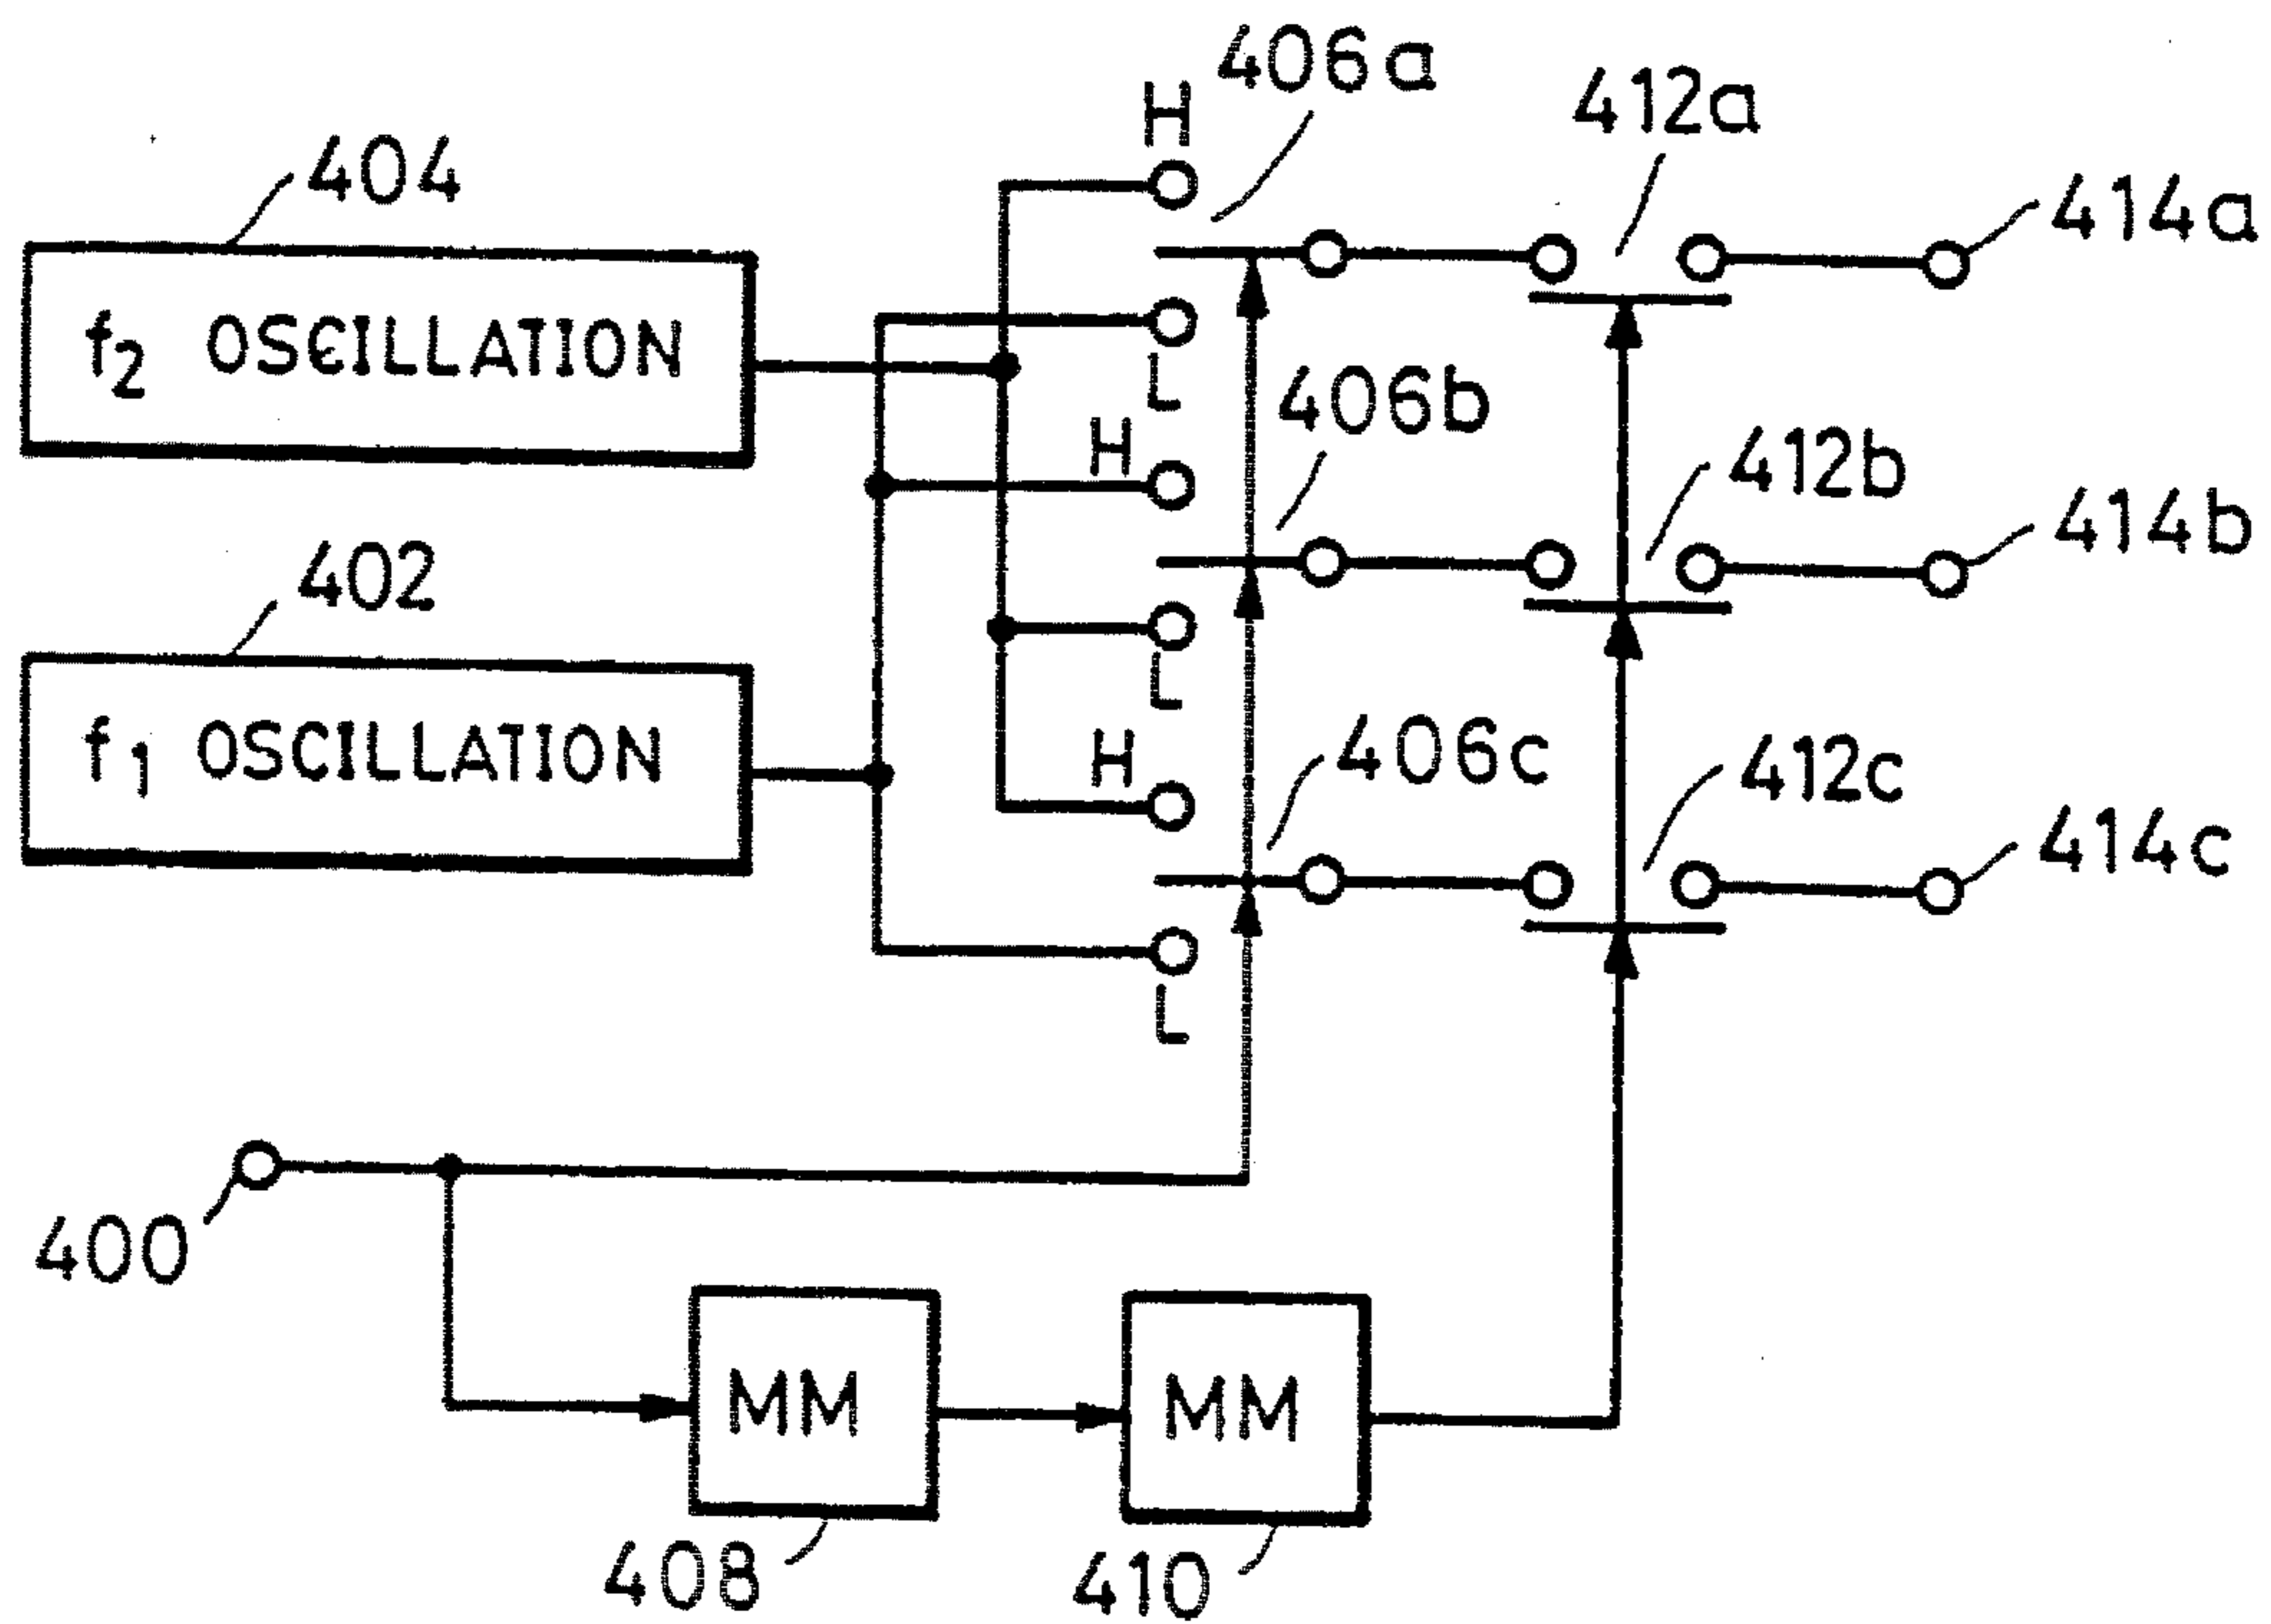 406a
H
412a
404
414a
f2 OSCILLATION
L
406b
H
412b
414b
402
L
f1 OSCILLATION
H
406c
412c
414c
L
400
MM
MM
408
410